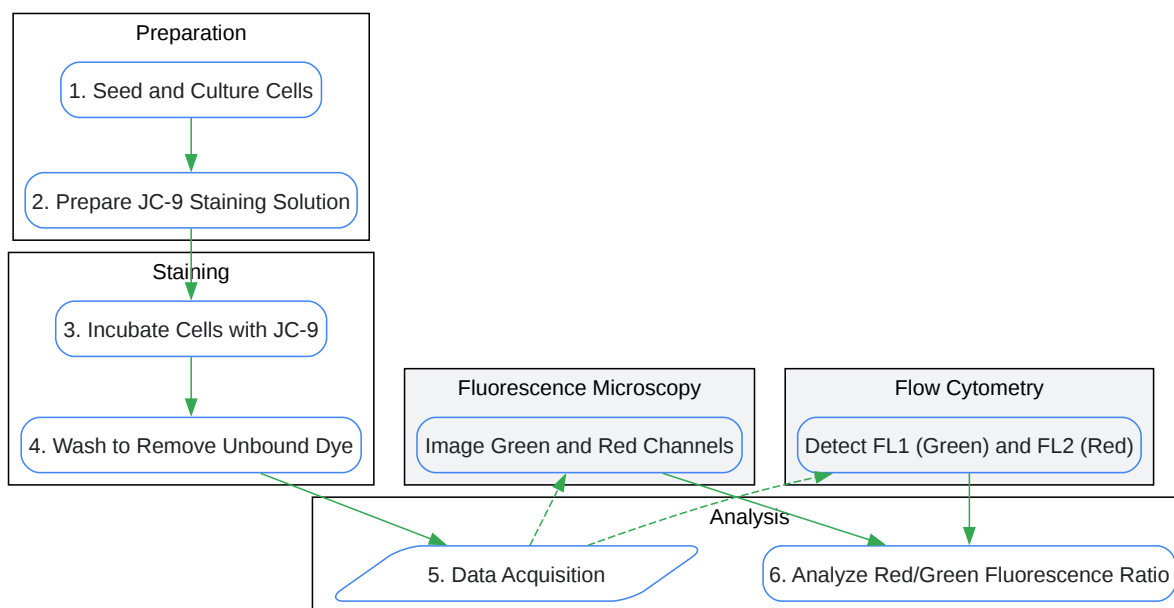 Preparation
1. Seed and Culture Cells
2. Prepare JC-9 Staining Solution
Staining
3. Incubate Cells with JC-9
4. Wash to Remove Unbound Dye
Fluorescence Microscopy
Image Green and Red Channels
Flow Cytometry
Detect FL1 (Green) and FL2 (Red)
Analysis
5. Data Acquisition
6. Analyze Red/Green Fluorescence Ratio